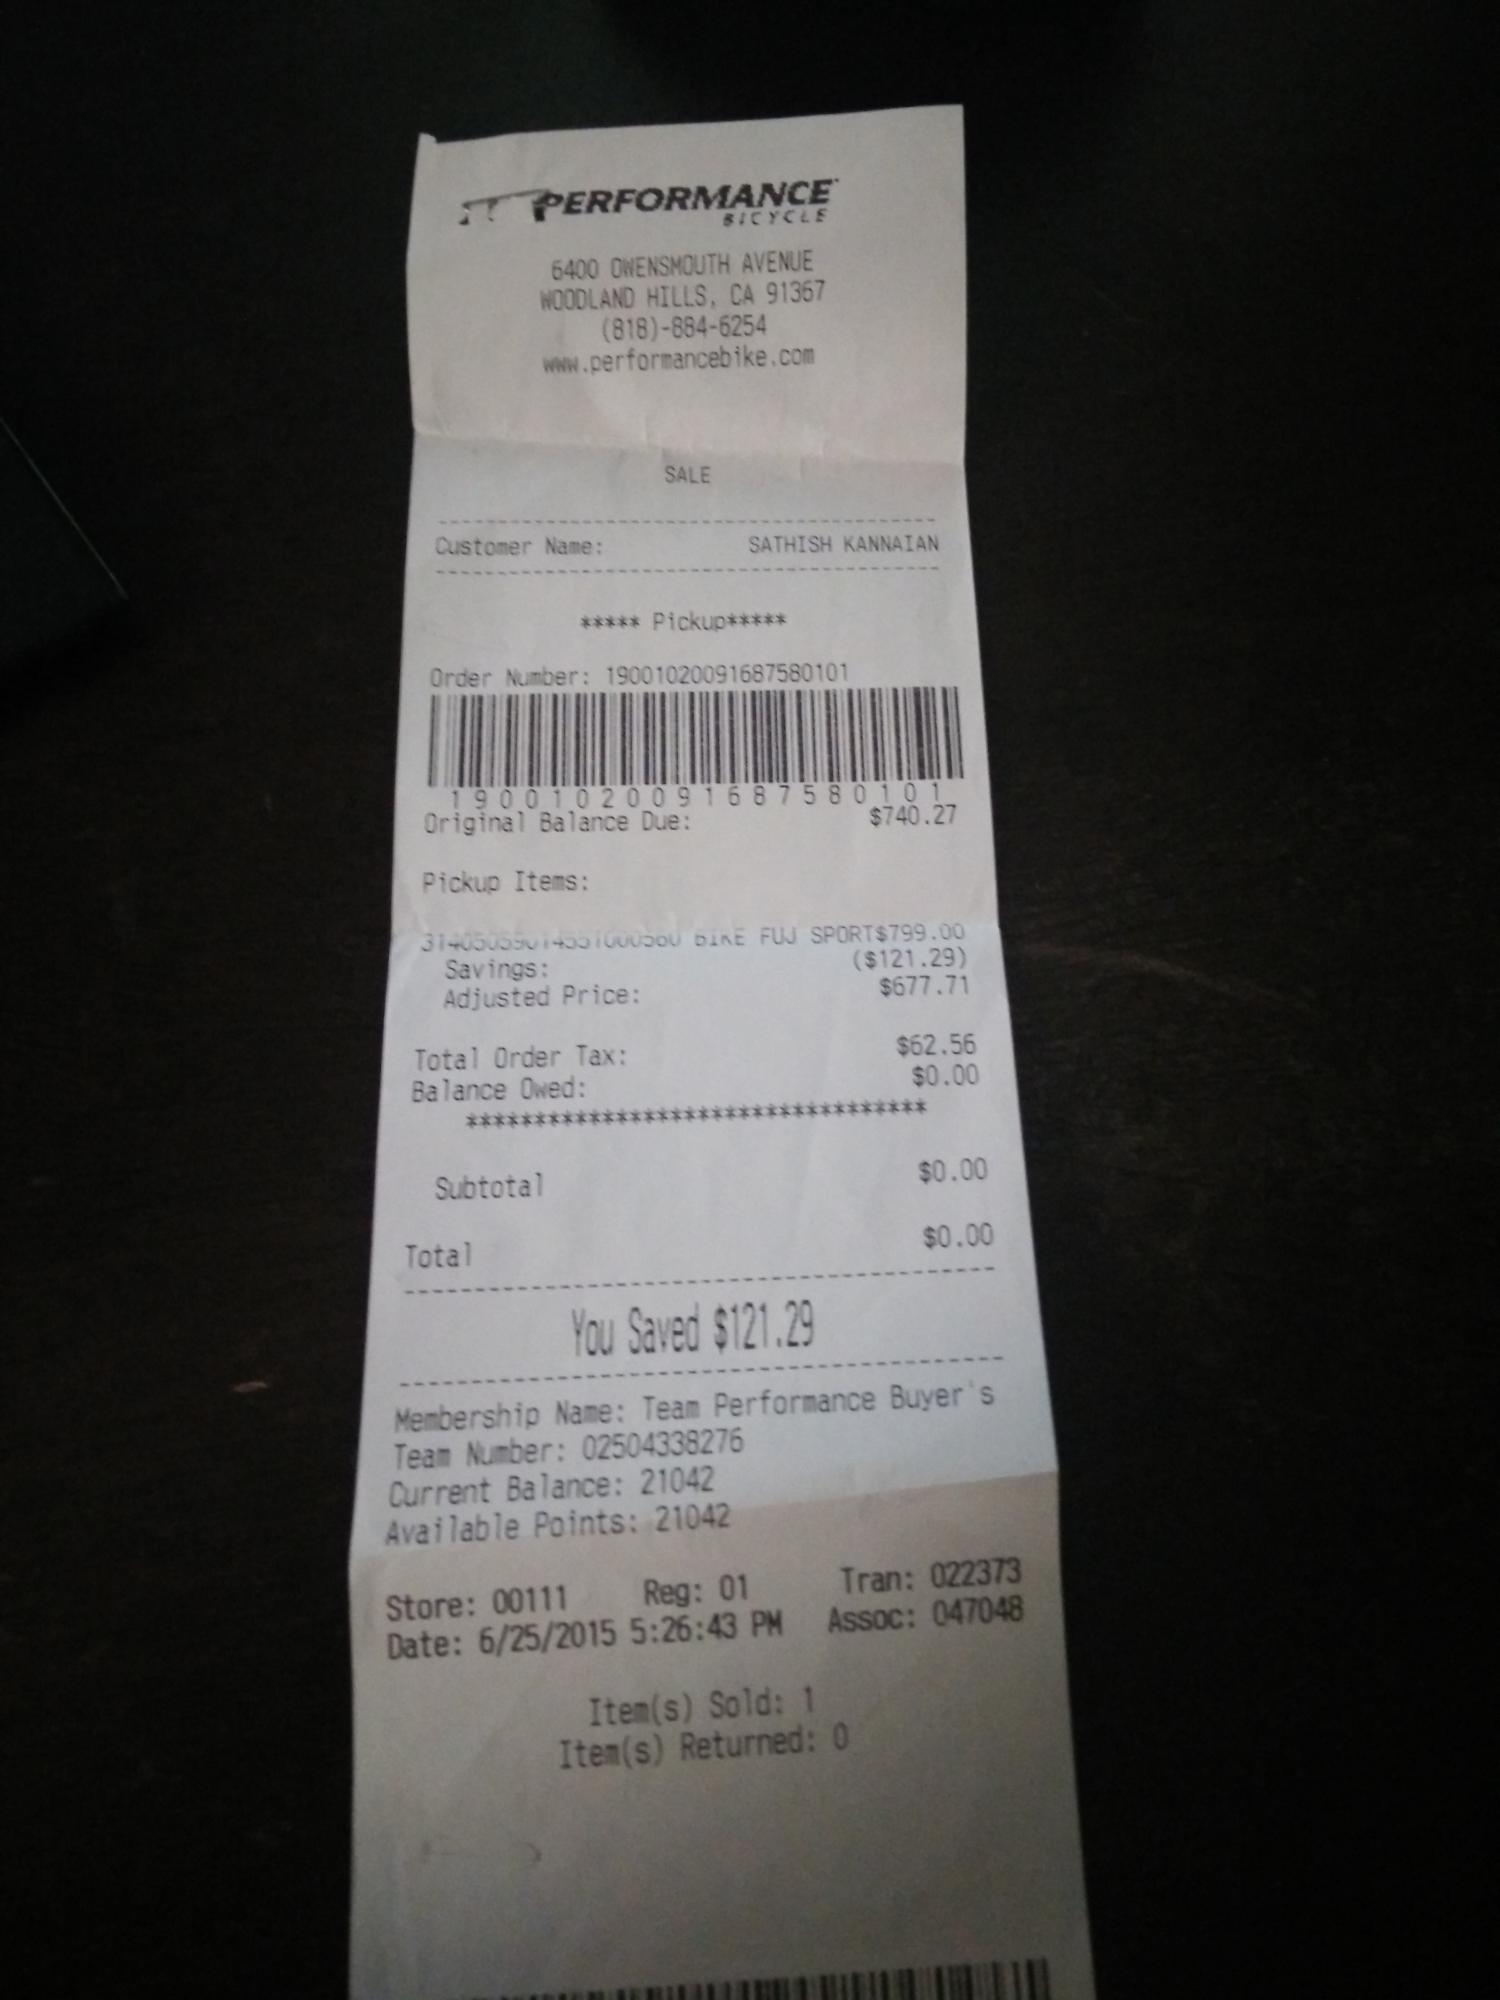 PERFORMANCE
BICYCLE
6400 OWENSMOUTH AVENUE
WOODLAND HILLS, CA 91367
(818)-884-6254
www.performancebike.com
SALE
Customer Name: SATHISH KANNAIAN
***** Pickup*****
Order Number: 19001020091687580101
19001020091687580101
Original Balance Due: $740.27
Pickup Items:
BIKE FUJ SPORT$799.00
Savings: ($121.29)
Adjusted Price: $677.71
Total Order Tax: $62.56
Balance Owed: $0.00
***********************************
Subtotal $0.00
Total $0.00
You Saved $121.29
Membership Name: Team Performance Buyer's
Team Number: 02504338276
Current Balance: 21042
Available Points: 21042
Store: 00111 Reg: 01 Tran: 022373
Date: 6/25/2015 5:26:43 PM Assoc: 047048
Item(s) Sold: 1
Item(s) Returned: 0